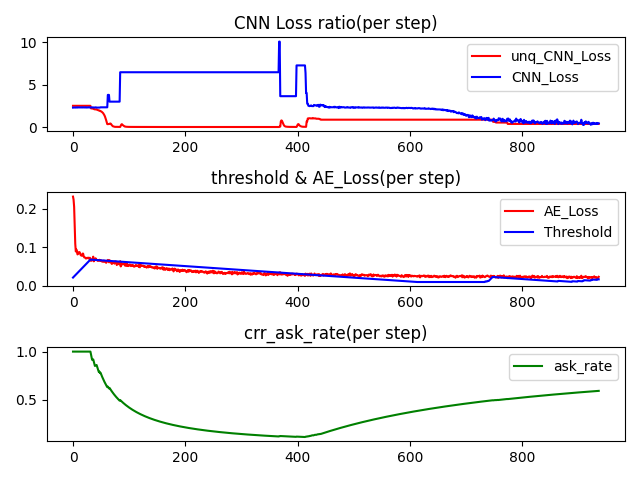 CNN Loss ratio(per step)
10
5
0
unq_CNN_Loss
CNN_Loss
0 200 400 600 800
threshold & AE_Loss(per step)
0.2
0.1
0.0
AE_Loss
Threshold
0 200 400 600 800
crr_ask_rate(per step)
1.0
0.5
ask_rate
0 200 400 600 800